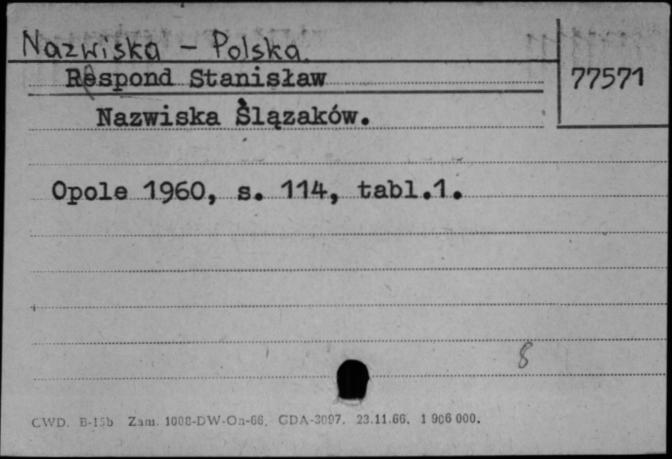 Nazwiska - Polska.
Respond Stanisław
77571
Nazwiska Ślązaków.
Opole 1960, s. 114, tabl.1.
8
CWD. B-15b Zam. 1008-DW-On-66. GDA-3097. 23.11.66. 1 906 000.